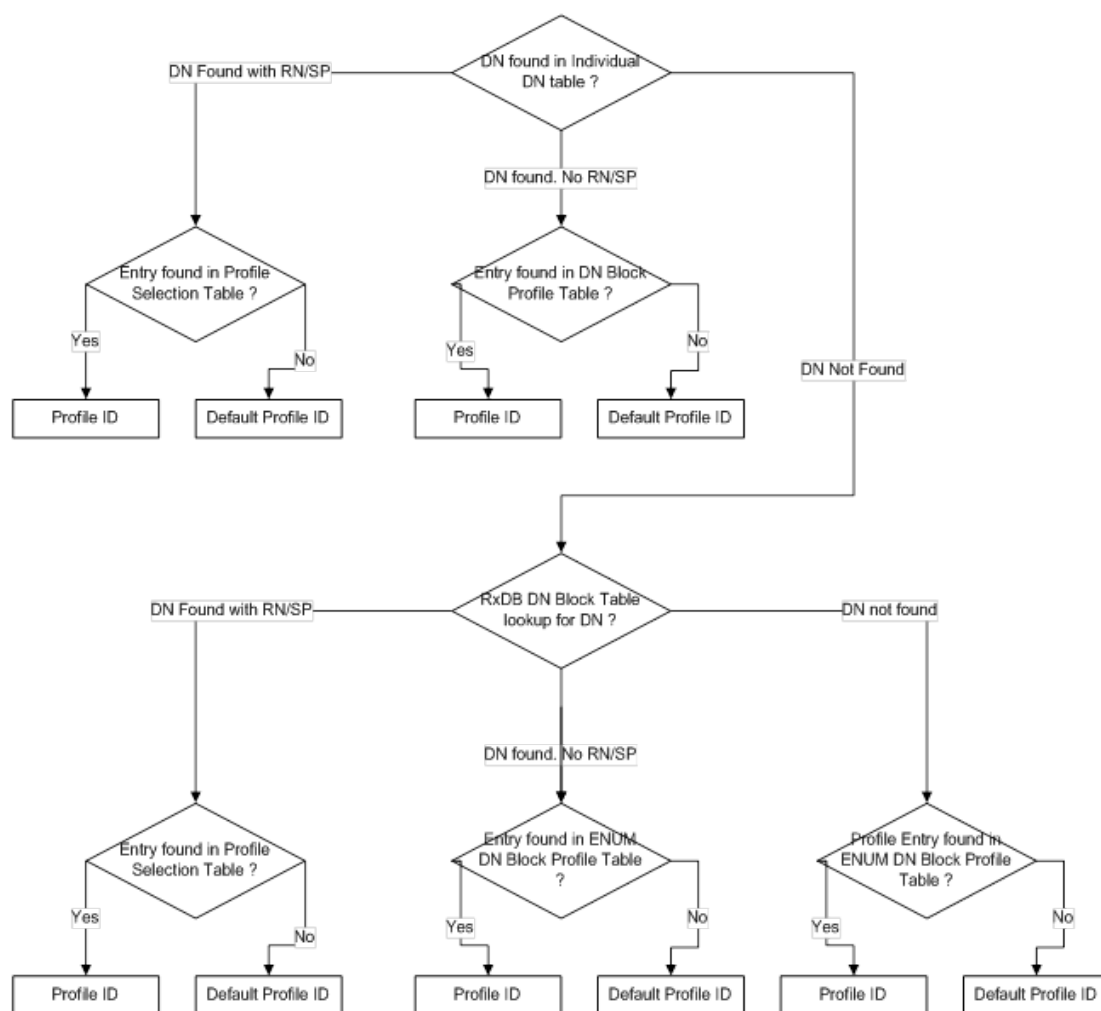 DN found in Individual
DN table ?
DN Found with RN/SP
DN found. No RN/SP
Entry found in Profile
Selection Table ?
Entry found in DN Block
Profile Table ?
Yes
No
Yes
No
DN Not Found
Profile ID
Default Profile ID
Profile ID
Default Profile ID
RxDB DN Block Table
lookup for DN ?
DN Found with RN/SP
DN not found
DN found. No RN/SP
Entry found in Profile
Selection Table ?
Entry found in ENUM
DN Block Profile Table
?
Profile Entry found in
ENUM DN Block Profile
Table ?
Yes
No
Yes
No
Yes
No
Profile ID
Default Profile ID
Profile ID
Default Profile ID
Profile ID
Default Profile ID